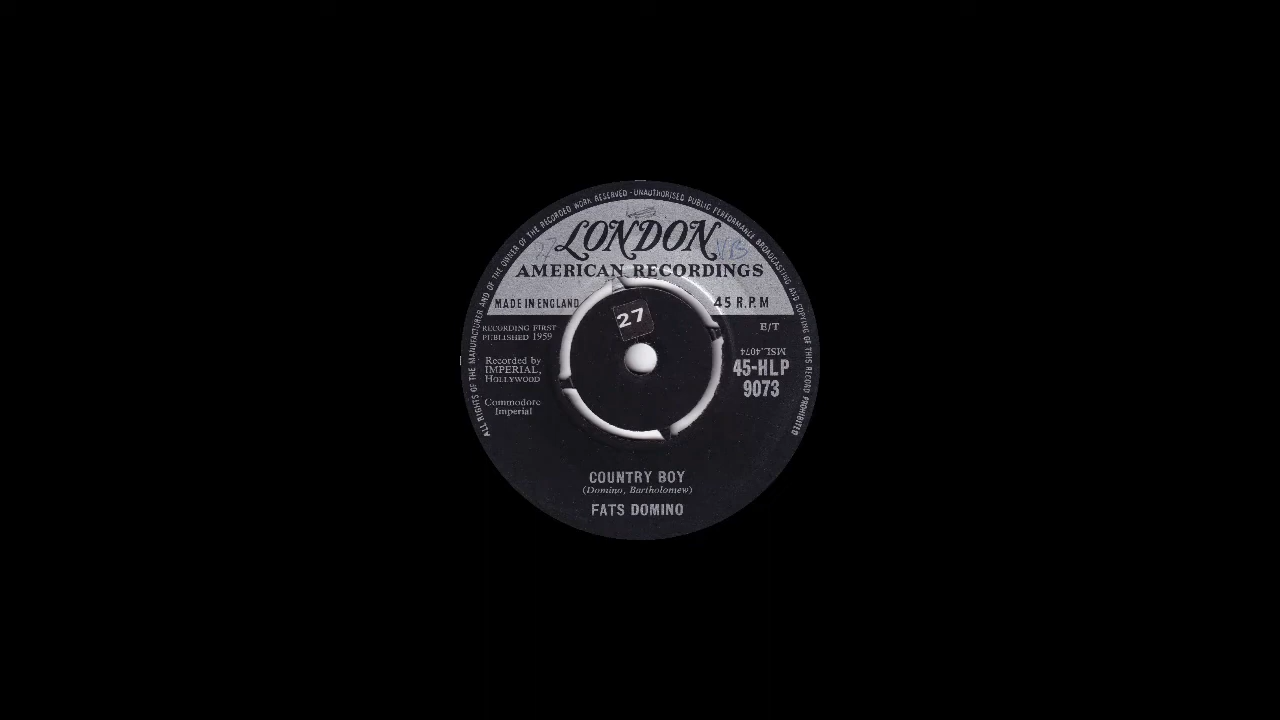 ALL RIGHTS OF THE MANUFACTURER AND OF THE OWNER OF THE RECORDED WORK RESERVED · UNAUTHORISED PUBLIC PERFORMANCE BROADCASTING AND COPYING OF THIS RECORD PROHIBITED
LONDON
AMERICAN RECORDINGS
MADE IN ENGLAND
45 R.P.M
27
RECORDING FIRST
PUBLISHED 1959
E/T
Recorded by
IMPERIAL,
HOLLYWOOD
MSL.4074
45-HLP
9073
Commodore
Imperial
COUNTRY BOY
(Domino, Bartholomew)
FATS DOMINO